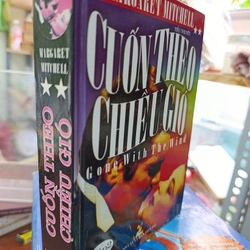 MARGARET
MITCHELL
CUỐN THEO
CHIỀU GIÓ
MARGARET MITCHELL
CUỐN THEO
CHIỀU GIÓ
Gone With The Wind